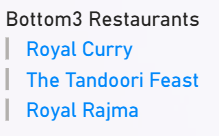 Bottom3 Restaurants
Royal Curry
The Tandoori Feast
Royal Rajma